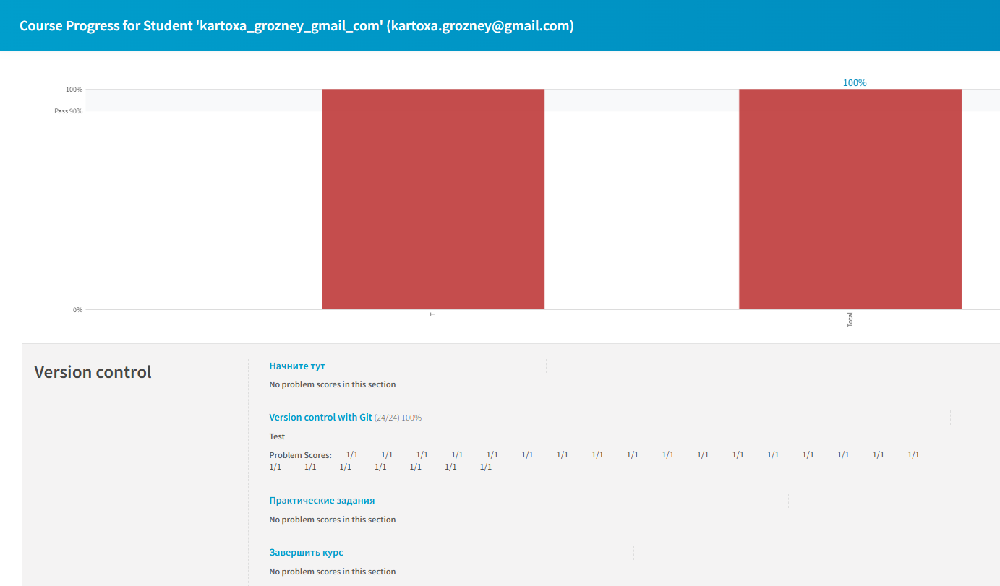 Course Progress for Student 'kartoxa_grozney_gmail_com' (kartoxa.grozney@gmail.com)
100%
100%
Pass 90%
0%
T
Total
Version control
Начните тут
No problem scores in this section
Version control with Git (24/24) 100%
Test
Problem Scores: 1/1 1/1 1/1 1/1 1/1 1/1 1/1 1/1 1/1 1/1 1/1 1/1 1/1 1/1 1/1 1/1 1/1
1/1 1/1 1/1 1/1 1/1 1/1 1/1
Практические задания
No problem scores in this section
Завершить курс
No problem scores in this section